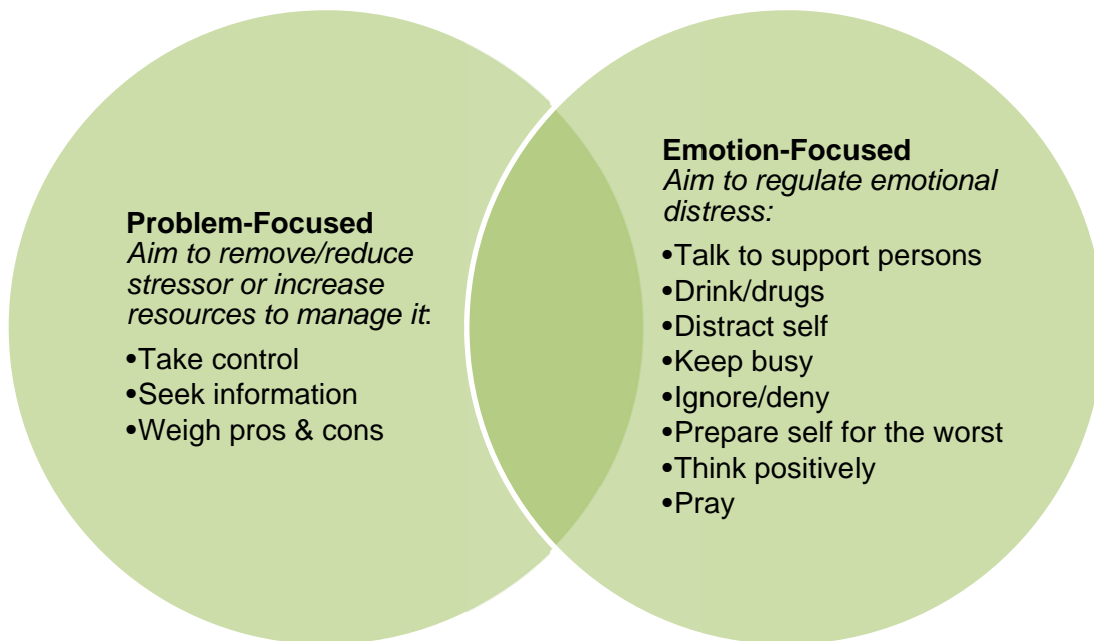 Problem-Focused
Aim to remove/reduce
stressor or increase
resources to manage it:
•Take control
•Seek information
•Weigh pros & cons
Emotion-Focused
Aim to regulate emotional
distress:
•Talk to support persons
•Drink/drugs
•Distract self
•Keep busy
•Ignore/deny
•Prepare self for the worst
•Think positively
•Pray